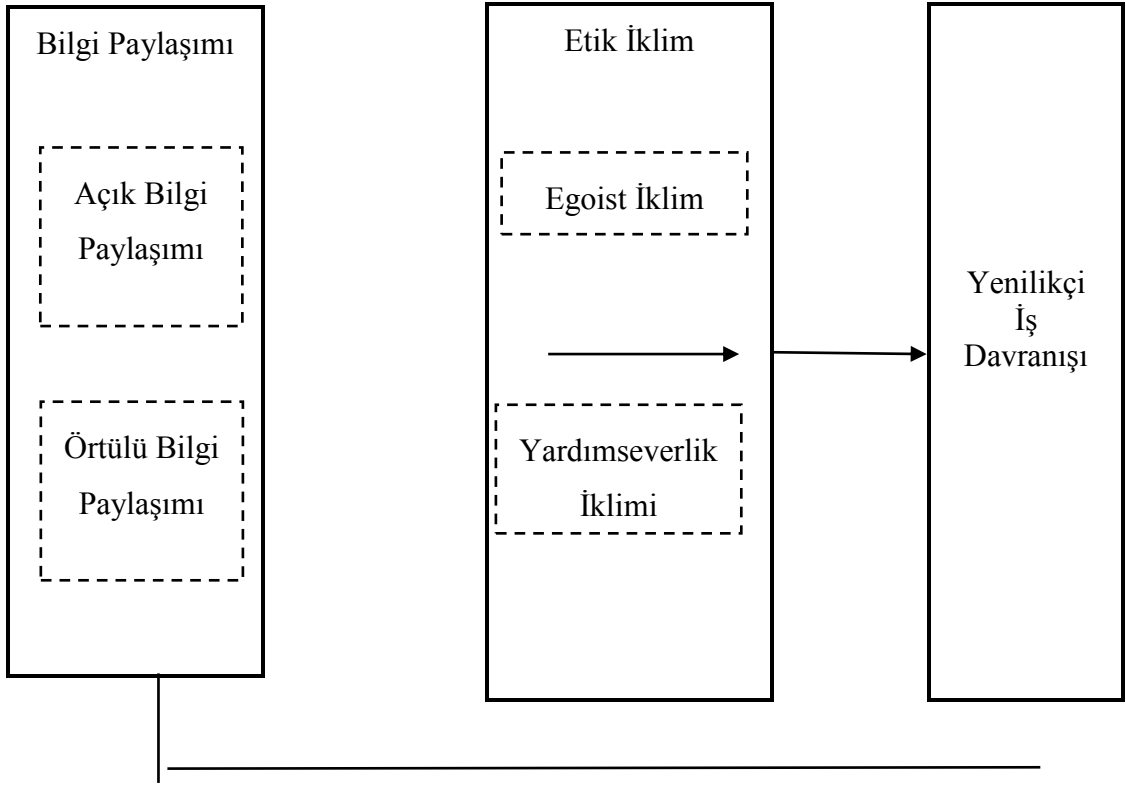 Bilgi Paylaşımı
Açık Bilgi
Paylaşımı
Örtülü Bilgi
Paylaşımı
Etik İklim
Egoist İklim
Yardımseverlik
İklimi
Yenilikçi
İş
Davranışı